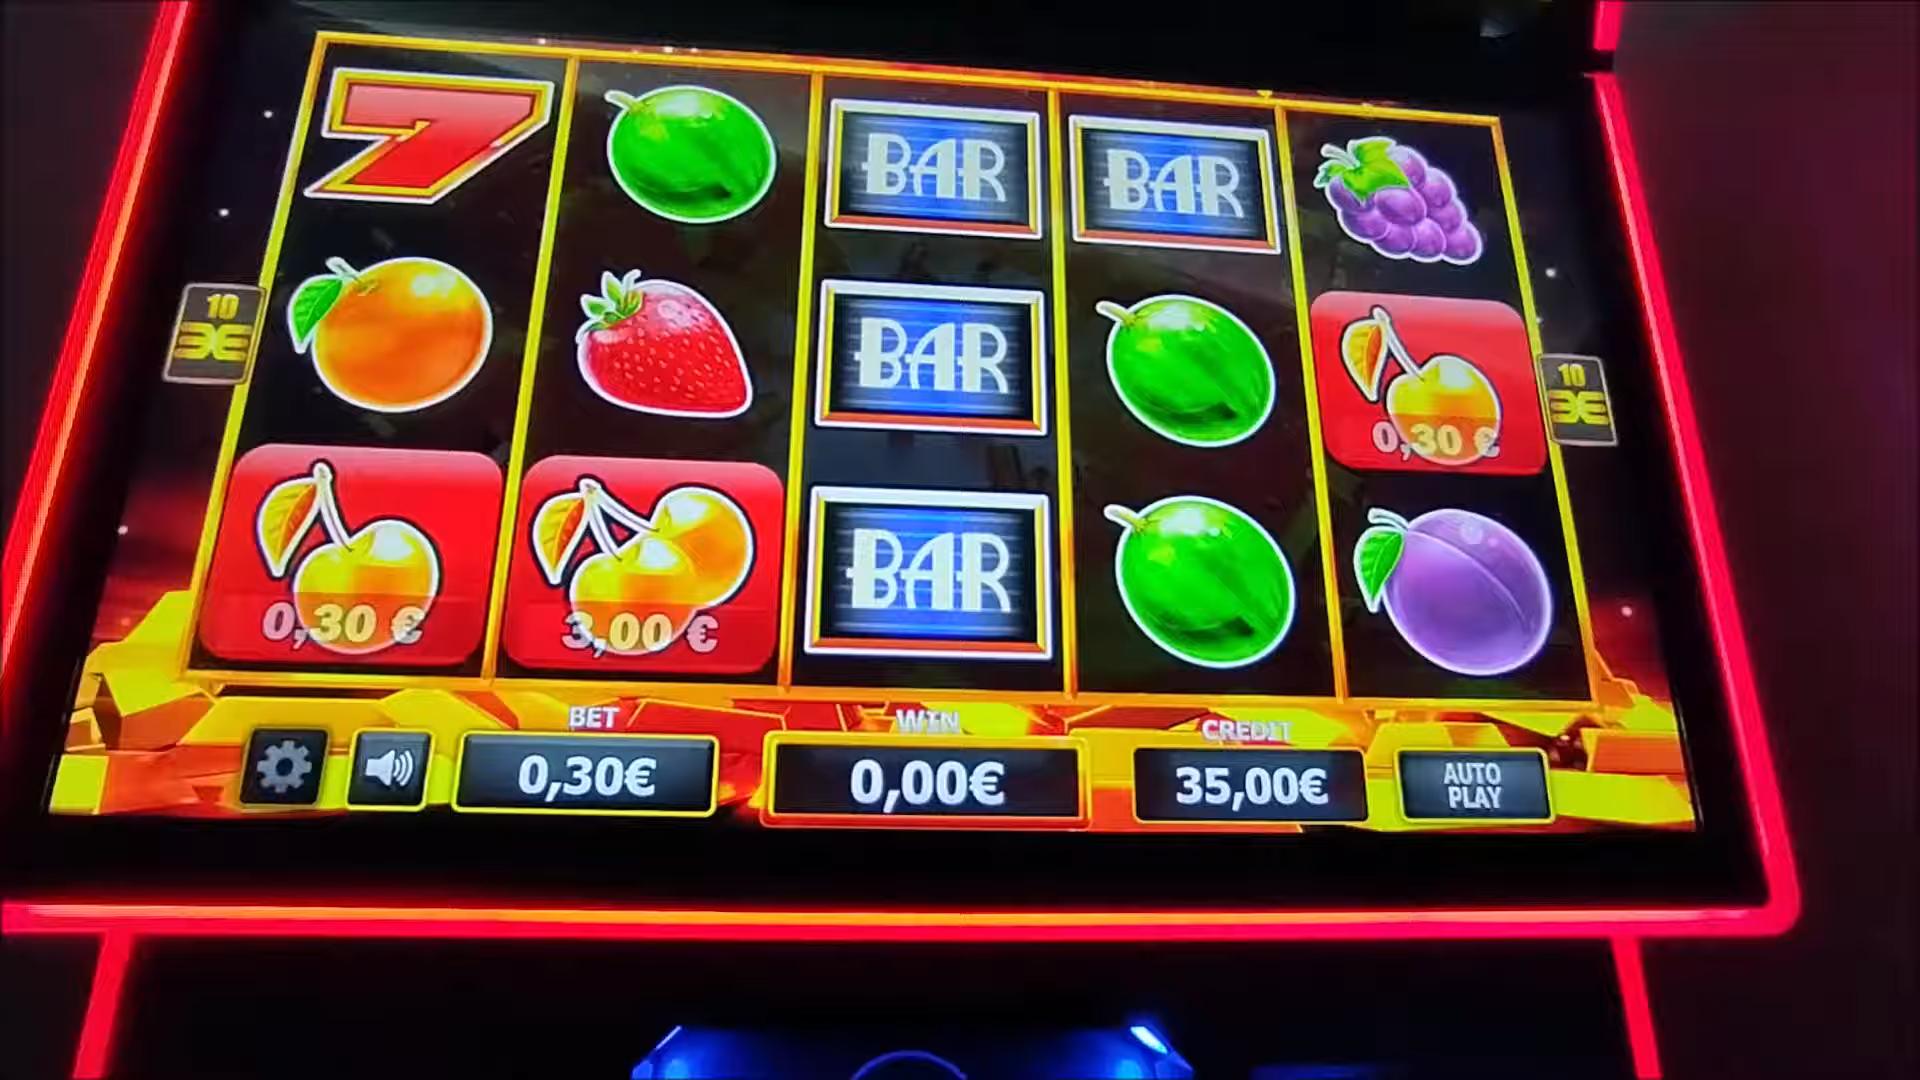 BAR
BAR
10
BAR
10
0,30 €
BAR
0,30 €
3,00 €
BET
WIN
CREDIT
0,30€
0,00€
35,00€
AUTO
PLAY